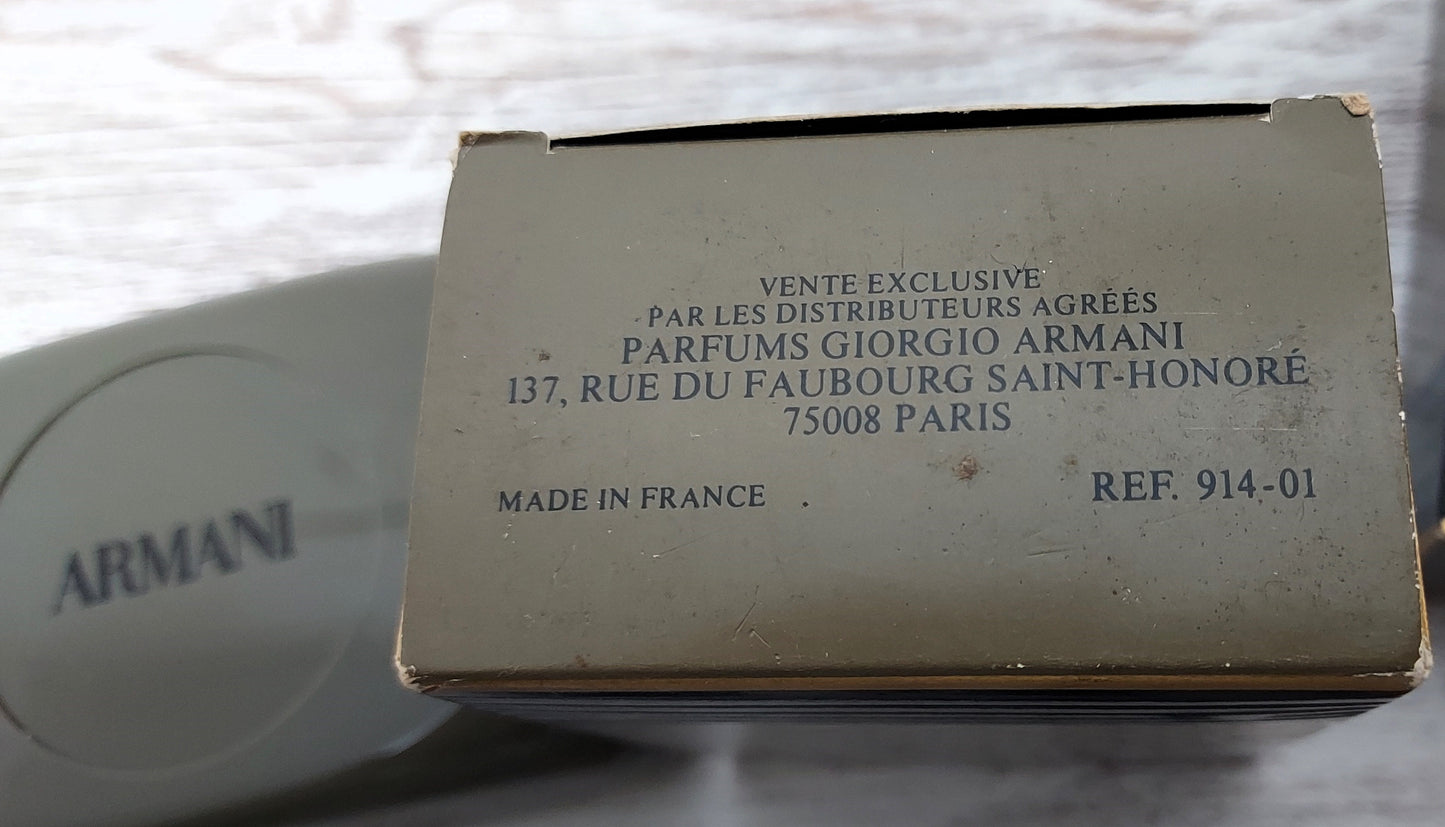 VENTE EXCLUSIVE
PAR LES DISTRIBUTEURS AGRÉÉS
PARFUMS GIORGIO ARMANI
137, RUE DU FAUBOURG SAINT-HONORÉ
75008 PARIS
MADE IN FRANCE REF. 914-01
ARMANI